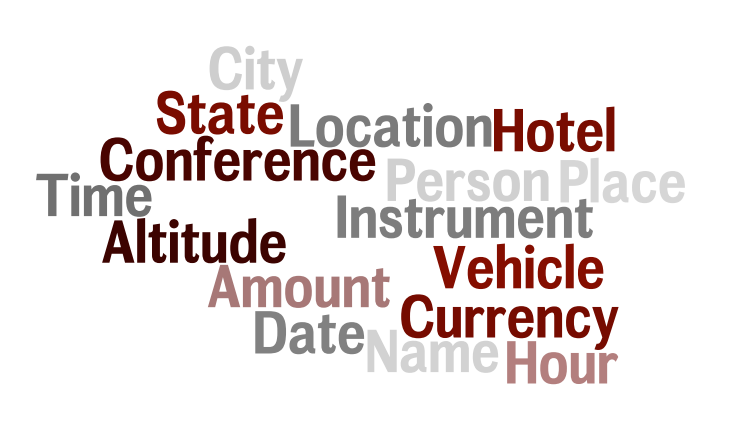 City
State
Location
Hotel
Conference
Person
Place
Time
Instrument
Altitude
Vehicle
Amount
Currency
Date
Name
Hour